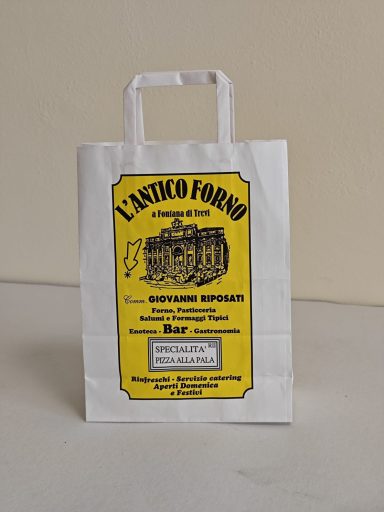 L'ANTICO FORNO
a Fontana di Trevi
Comm. GIOVANNI RIPOSATI
Forno, Pasticceria
Salumi e Formaggi Tipici
Enoteca - Bar - Gastronomia
SPECIALITA'
PIZZA ALLA PALA
Rinfreschi - Servizio catering
Aperti Domenica
e Festivi